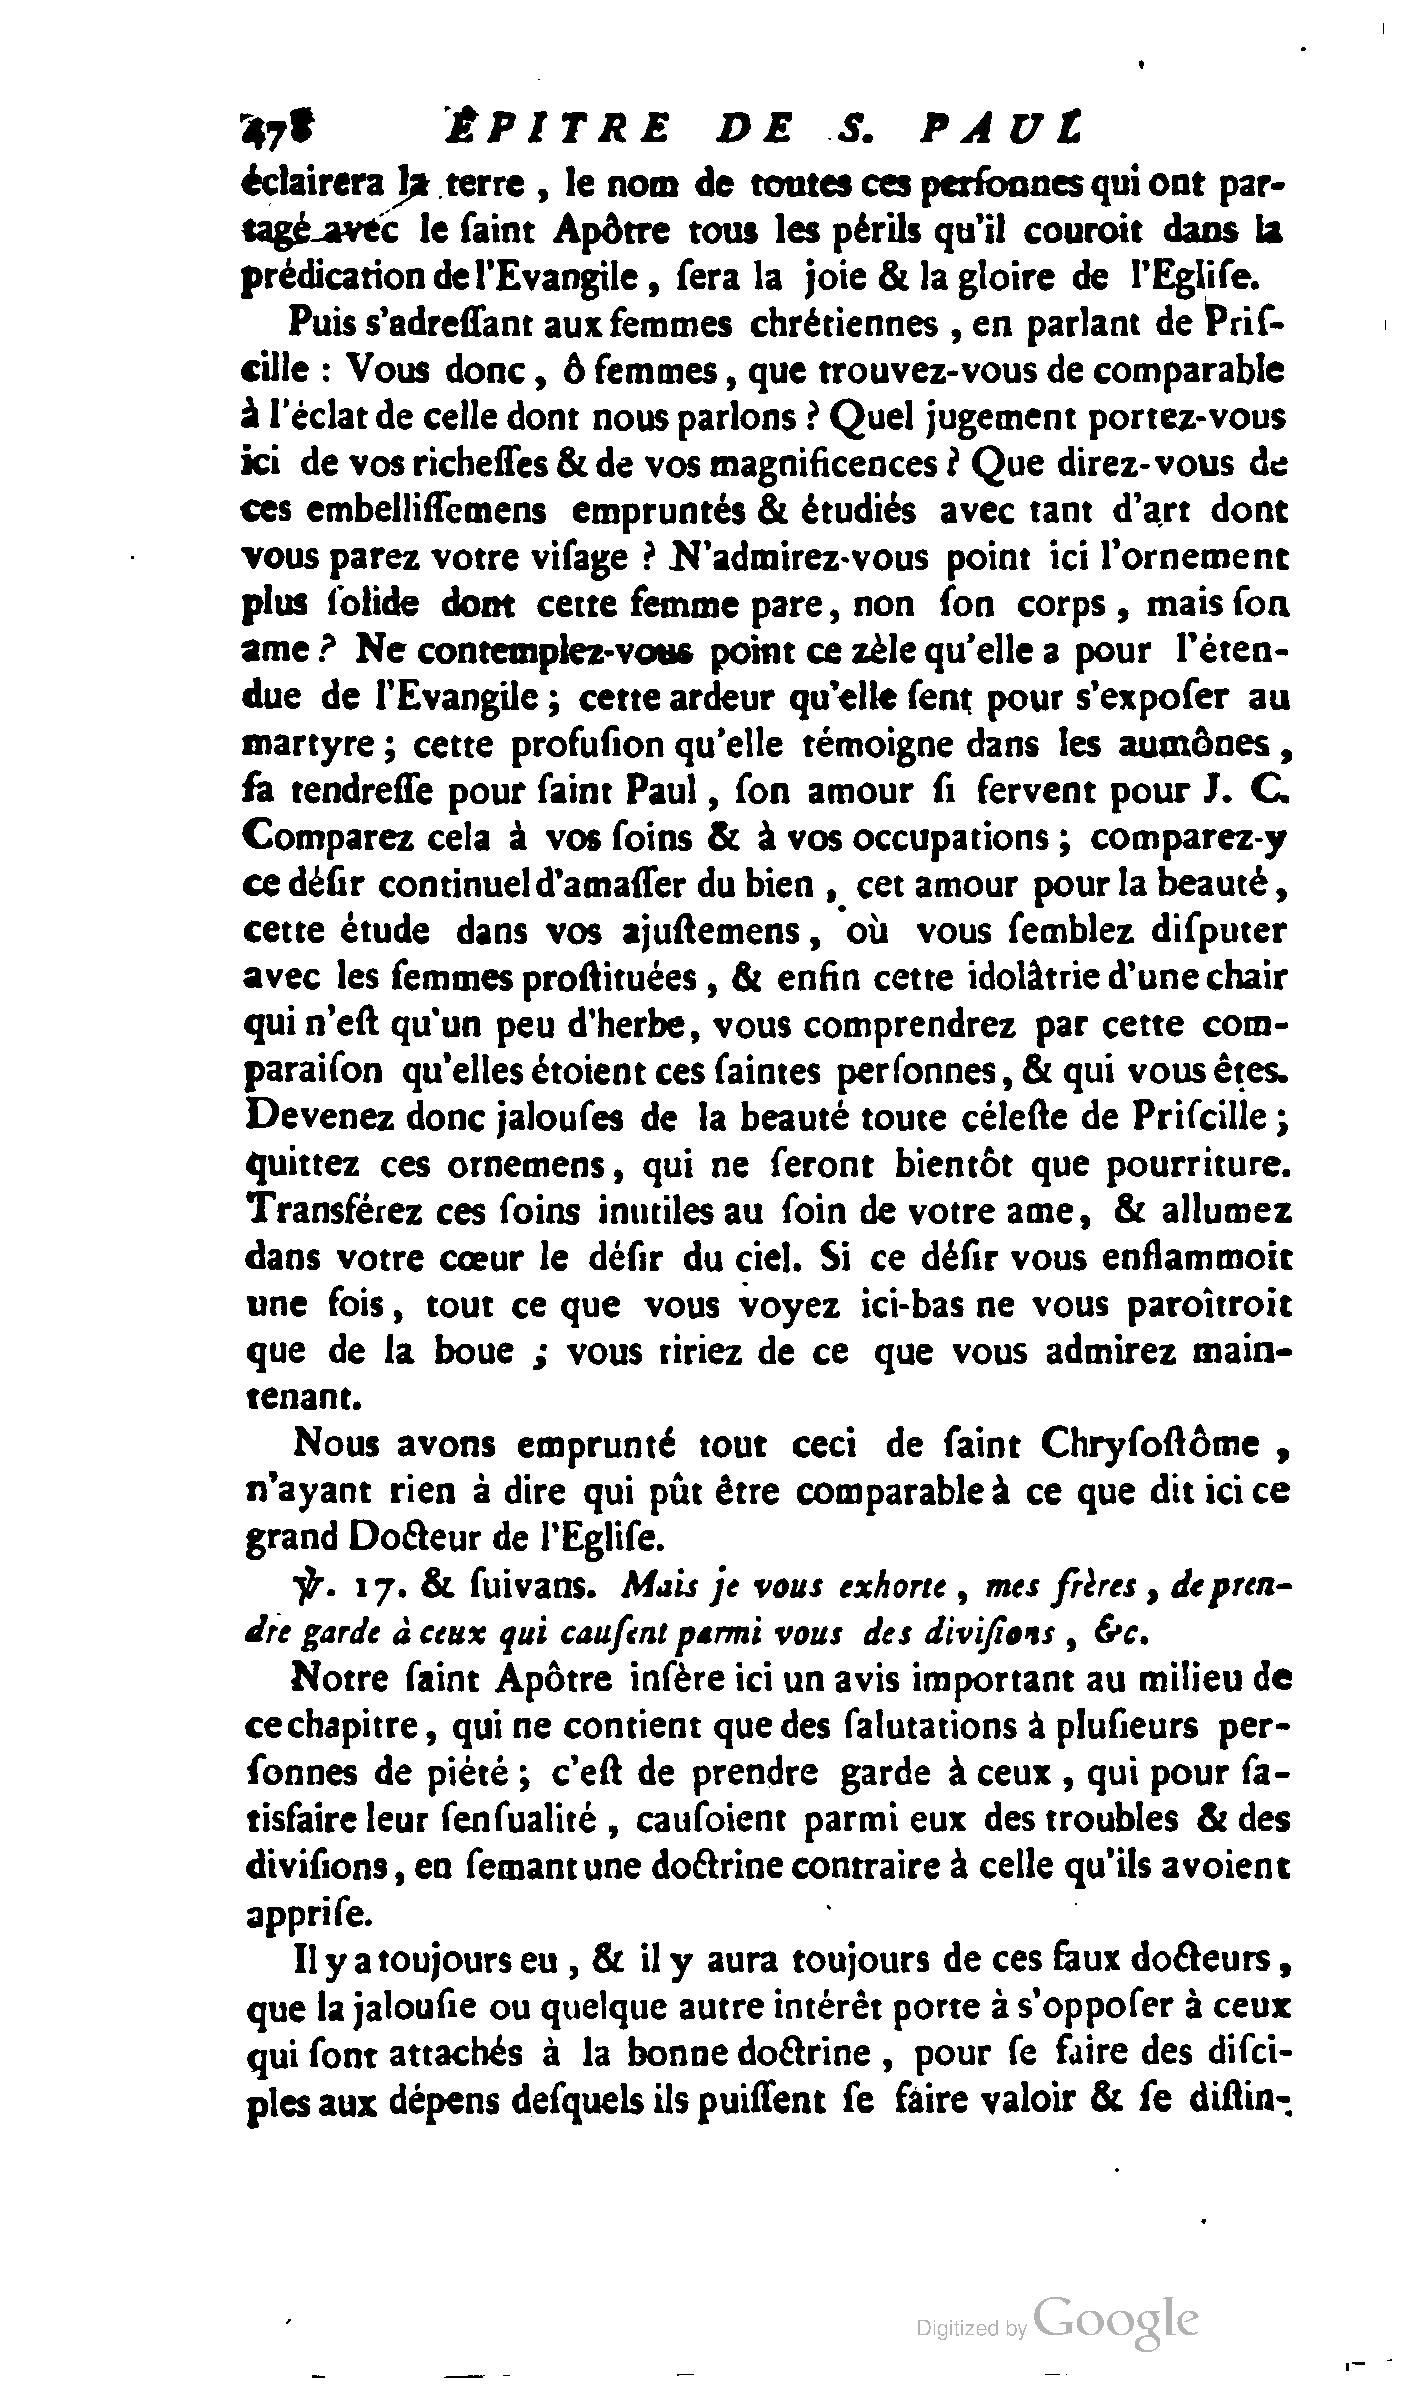 478 ÊPITRE DE S. PAUL
éclairera la terre, le nom de toutes ces perſonnes qui ont par-
tagé avec le ſaint Apôtre tous les périls qu'il couroit dans la
prédication de l'Evangile, ſera la joie & la gloire de l'Egliſe.
Puis s'adreſſant aux femmes chrétiennes, en parlant de Priſ-
cille : Vous donc, ô femmes, que trouvez-vous de comparable
à l'éclat de celle dont nous parlons ? Quel jugement portez-vous
ici de vos richeſſes & de vos magnificences ? Que direz-vous de
ces embelliſſemens empruntés & étudiés avec tant d'art dont
vous parez votre viſage ? N'admirez-vous point ici l'ornement
plus ſolide dont cette femme pare, non ſon corps, mais ſon
ame ? Ne contemplez-vous point ce zèle qu'elle a pour l'éten-
due de l'Evangile ; cette ardeur qu'elle ſent pour s'expoſer au
martyre ; cette profuſion qu'elle témoigne dans les aumônes,
ſa tendreſſe pour ſaint Paul, ſon amour ſi fervent pour J. C.
Comparez cela à vos ſoins & à vos occupations ; comparez-y
ce déſir continuel d'amaſſer du bien, cet amour pour la beauté,
cette étude dans vos ajuſtemens, où vous ſemblez diſputer
avec les femmes proſtituées, & enfin cette idolâtrie d'une chair
qui n'eſt qu'un peu d'herbe, vous comprendrez par cette com-
paraiſon qu'elles étoient ces ſaintes perſonnes, & qui vous êtes.
Devenez donc jalouſes de la beauté toute céleſte de Priſcille ;
quittez ces ornemens, qui ne ſeront bientôt que pourriture.
Transférez ces ſoins inutiles au ſoin de votre ame, & allumez
dans votre cœur le déſir du ciel. Si ce déſir vous enflammoit
une fois, tout ce que vous voyez ici-bas ne vous paroîtroit
que de la boue ; vous ririez de ce que vous admirez main-
tenant.
Nous avons emprunté tout ceci de ſaint Chryſoſtôme,
n'ayant rien à dire qui pût être comparable à ce que dit ici ce
grand Docteur de l'Egliſe.
℣. 17. & ſuivans. Mais je vous exhorte, mes frères, de pren-
dre garde à ceux qui cauſent parmi vous des diviſions, &c.
Notre ſaint Apôtre inſère ici un avis important au milieu de
ce chapitre, qui ne contient que des ſalutations à pluſieurs per-
ſonnes de piété ; c'eſt de prendre garde à ceux, qui pour ſa-
tisfaire leur ſenſualité, cauſoient parmi eux des troubles & des
diviſions, en ſemant une doctrine contraire à celle qu'ils avoient
appriſe.
Il y a toujours eu, & il y aura toujours de ces faux docteurs,
que la jalouſie ou quelque autre intérêt porte à s'oppoſer à ceux
qui ſont attachés à la bonne doctrine, pour ſe faire des diſci-
ples aux dépens deſquels ils puiſſent ſe faire valoir & ſe diſtin-
Digitized by Google